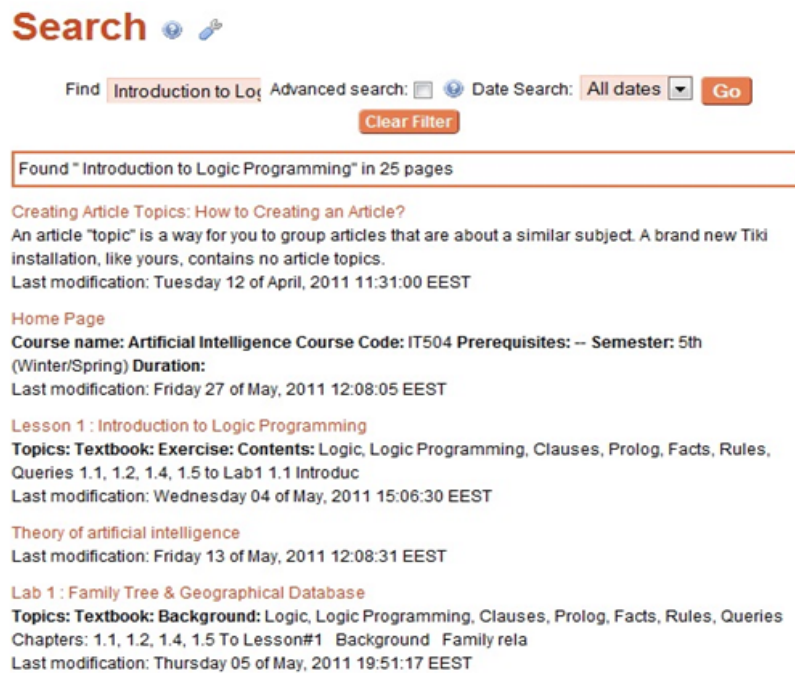 Search
Find Introduction to Log Advanced search: Date Search: All dates Go
Clear Filter
Found " Introduction to Logic Programming" in 25 pages
Creating Article Topics: How to Creating an Article?
An article "topic" is a way for you to group articles that are about a similar subject. A brand new Tiki
installation, like yours, contains no article topics.
Last modification: Tuesday 12 of April, 2011 11:31:00 EEST
Home Page
Course name: Artificial Intelligence Course Code: IT504 Prerequisites: -- Semester: 5th
(Winter/Spring) Duration:
Last modification: Friday 27 of May, 2011 12:08:05 EEST
Lesson 1 : Introduction to Logic Programming
Topics: Textbook: Exercise: Contents: Logic, Logic Programming, Clauses, Prolog, Facts, Rules,
Queries 1.1, 1.2, 1.4, 1.5 to Lab1 1.1 Introduc
Last modification: Wednesday 04 of May, 2011 15:06:30 EEST
Theory of artificial intelligence
Last modification: Friday 13 of May, 2011 12:08:31 EEST
Lab 1 : Family Tree & Geographical Database
Topics: Textbook: Background: Logic, Logic Programming, Clauses, Prolog, Facts, Rules, Queries
Chapters: 1.1, 1.2, 1.4, 1.5 To Lesson#1 Background Family rela
Last modification: Thursday 05 of May, 2011 19:51:17 EEST